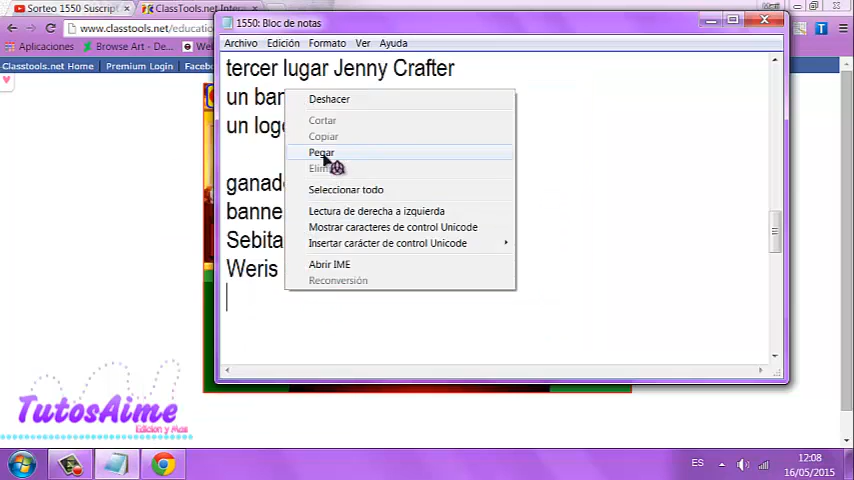 Sorteo 1550 Suscript
ClassTools.net Intera
www.classtools.net/educatio
Aplicaciones
Browse Art - De...
Classtools.net Home
Premium Login
1550: Bloc de notas
Archivo Edición Formato Ver Ayuda
tercer lugar Jenny Crafter
un ban
un log
ganad
banne
Sebita
Weris
Deshacer
Cortar
Copiar
Pegar
Seleccionar todo
Lectura de derecha a izquierda
Mostrar caracteres de control Unicode
Insertar carácter de control Unicode
Abrir IME
Reconversión
TutosAime
Edicion y Mas
ES
12:08
16/05/2015